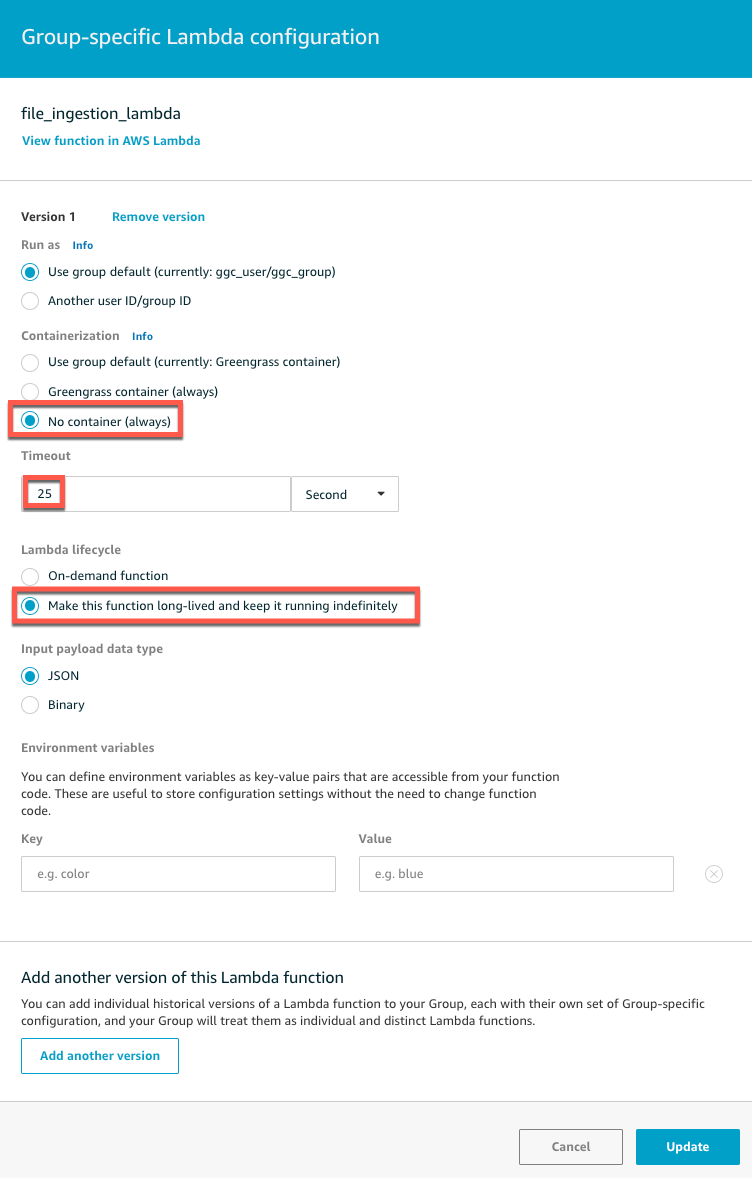 Group-specific Lambda configuration
file_ingestion_lambda
View function in AWS Lambda
Version 1 Remove version
Run as Info
Use group default (currently: ggc_user/ggc_group)
Another user ID/group ID
Containerization Info
Use group default (currently: Greengrass container)
Greengrass container (always)
No container (always)
Timeout
25 Second
Lambda lifecycle
On-demand function
Make this function long-lived and keep it running indefinitely
Input payload data type
JSON
Binary
Environment variables
You can define environment variables as key-value pairs that are accessible from your function
code. These are useful to store configuration settings without the need to change function
code.
Key Value
e.g. color e.g. blue
Add another version of this Lambda function
You can add individual historical versions of a Lambda function to your Group, each with their own set of Group-specific
configuration, and your Group will treat them as individual and distinct Lambda functions.
Add another version
Cancel Update